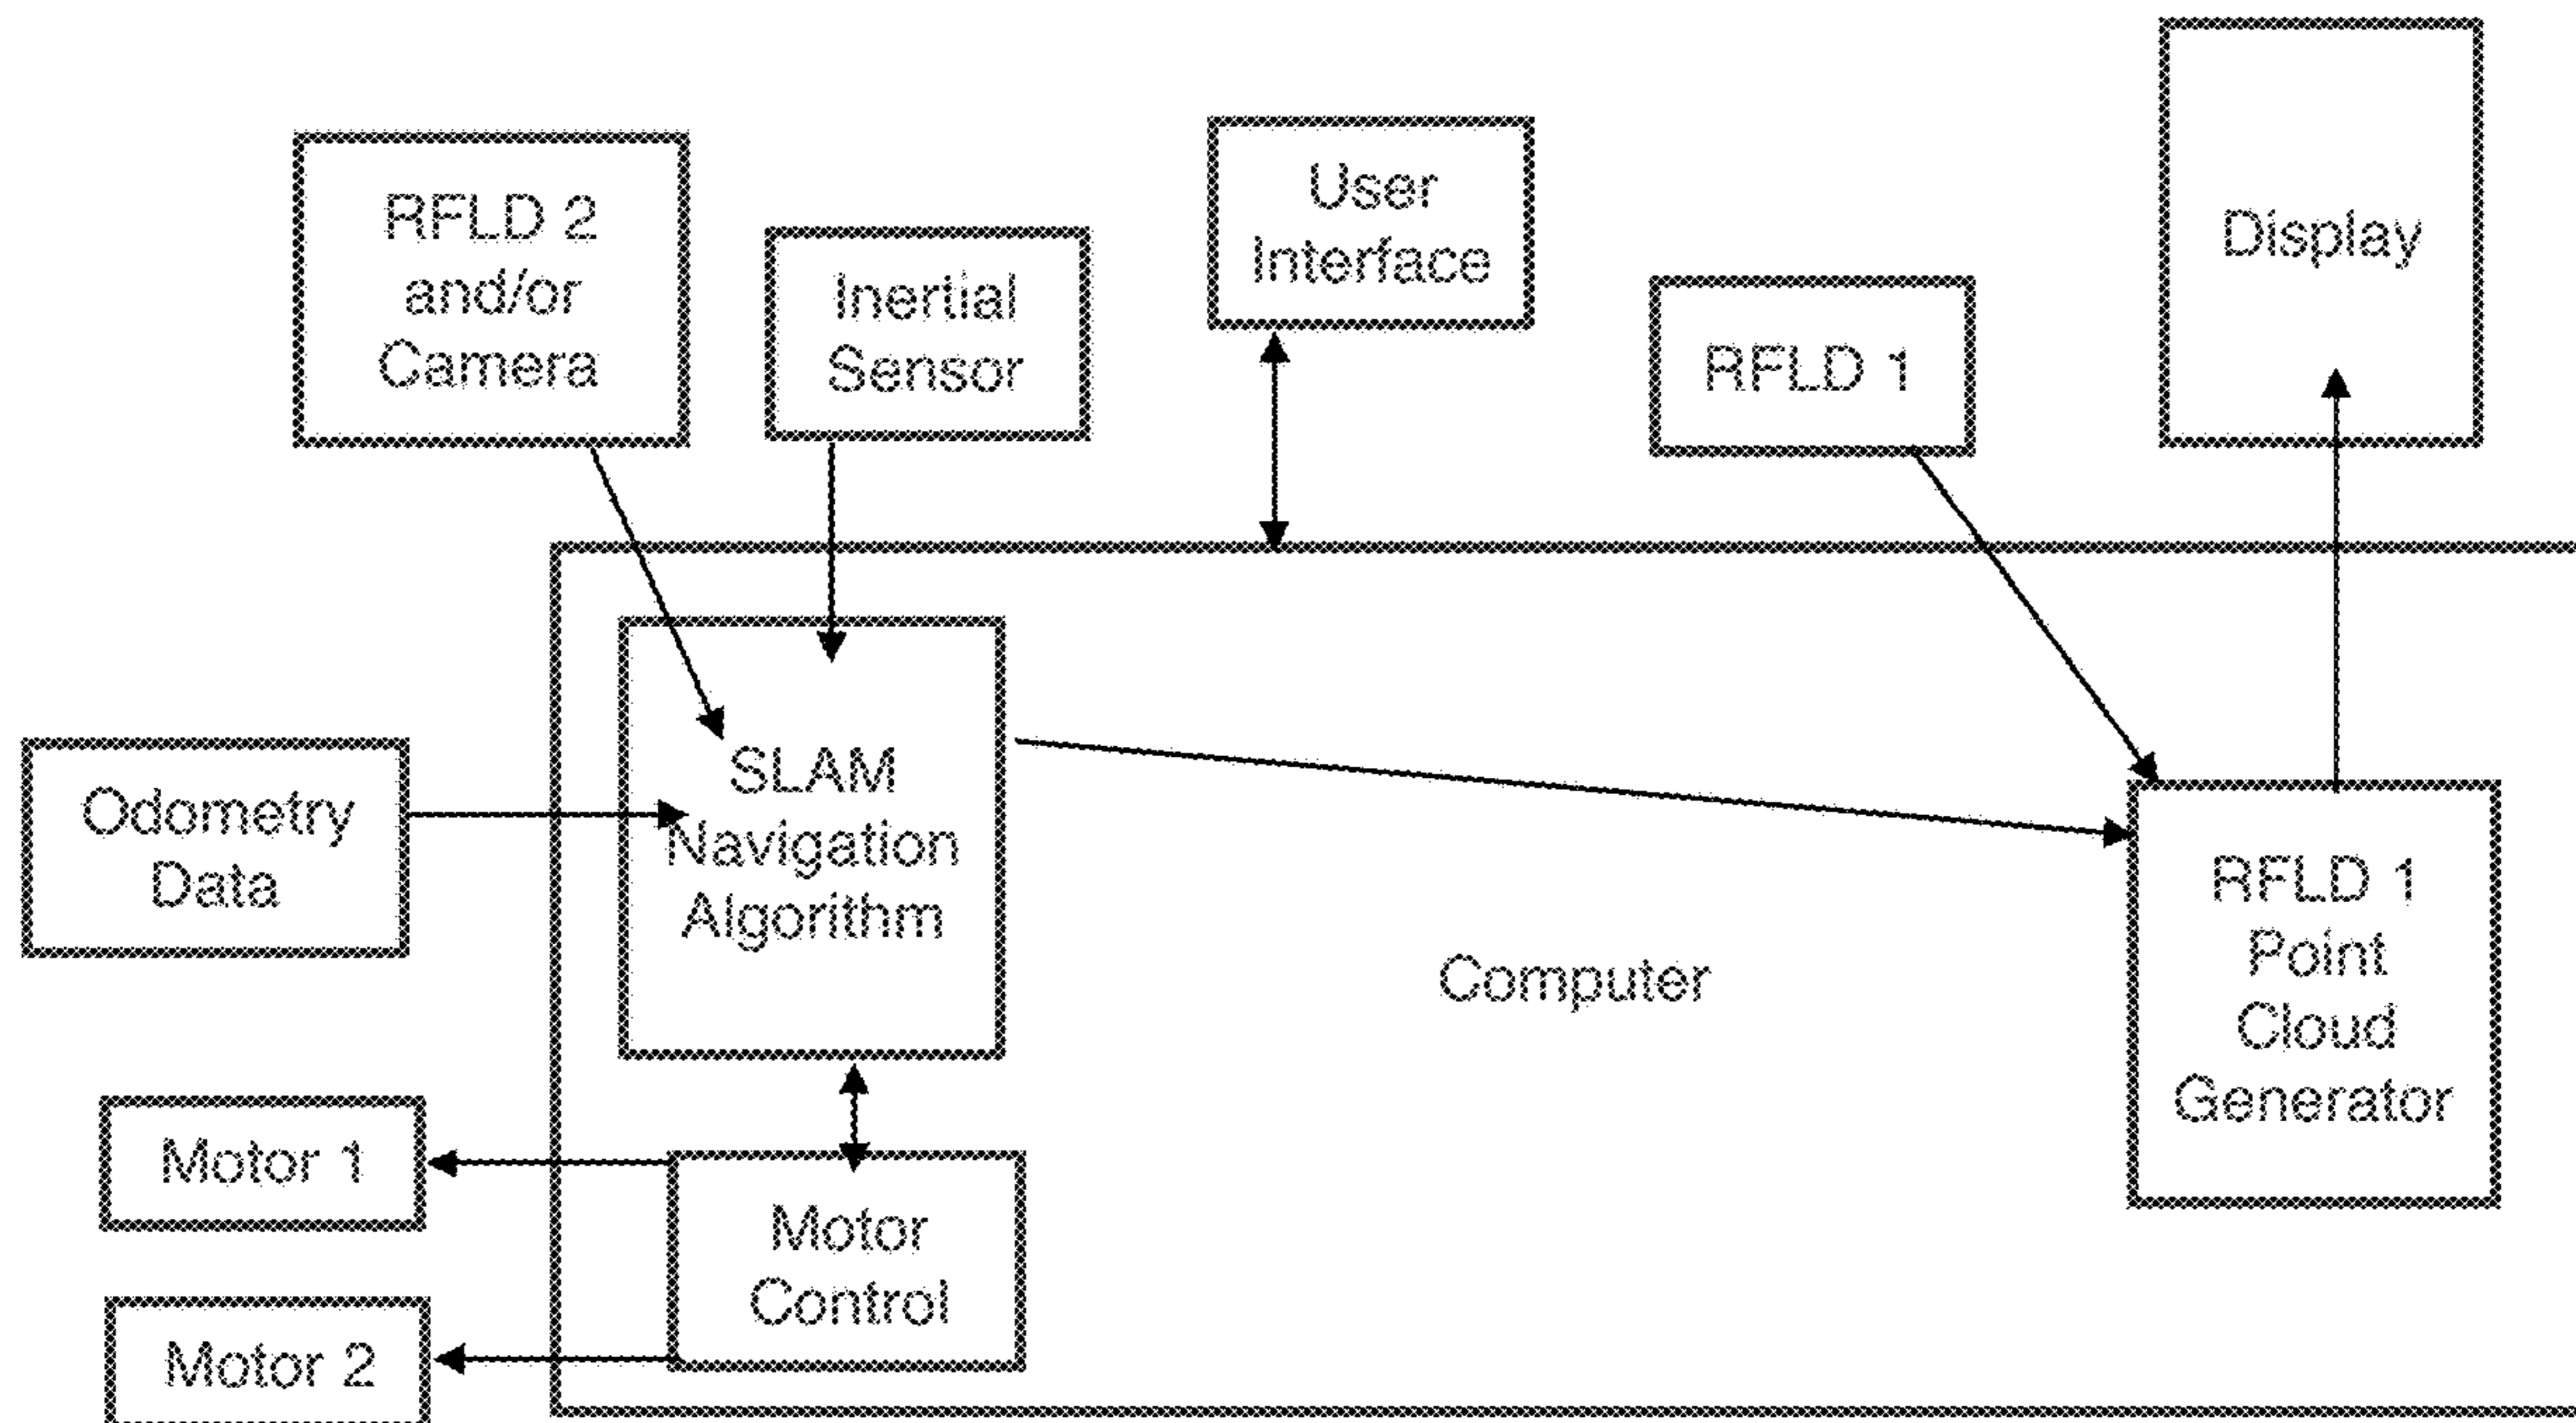 RFLD 2
and/or
Camera
Inertial
Sensor
User
Interface
RFLD 1
Display
Odometry
Data
SLAM
Navigation
Algorithm
Computer
RFLD 1
Point
Cloud
Generator
Motor 1
Motor
Control
Motor 2